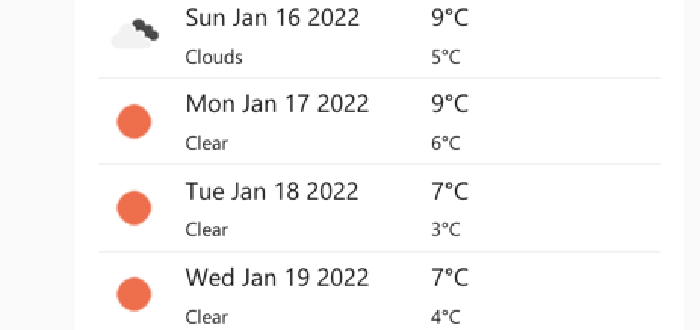 Sun Jan 16 2022 9°C
Clouds 5°C
Mon Jan 17 2022 9°C
Clear 6°C
Tue Jan 18 2022 7°C
Clear 3°C
Wed Jan 19 2022 7°C
Clear 4°C